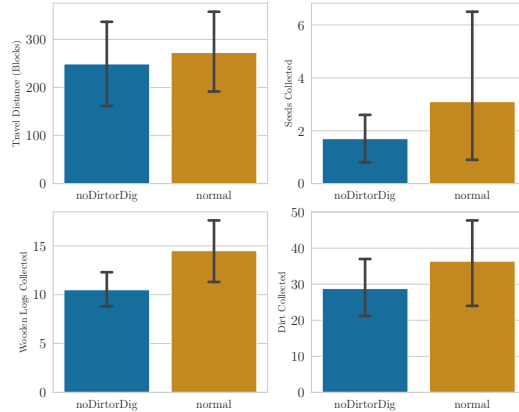 Travel Distance (Blocks)
300
200
100
0
noDirtorDig normal
Seeds Collected
6
4
2
0
noDirtorDig normal
Wooden Logs Collected
15
10
5
0
noDirtorDig normal
Dirt Collected
50
40
30
20
10
0
noDirtorDig normal